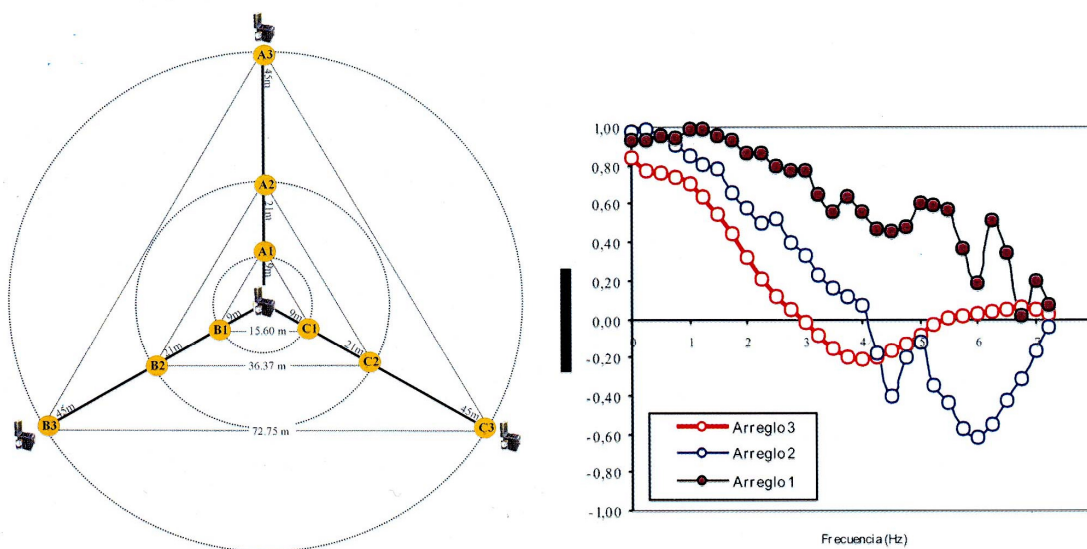 A3
45m
A2
21m
A1
9m
9m
9m
B1
15.60 m
C1
21m
21m
B2
36.37 m
C2
45m
45m
B3
72.75 m
C3
1,00
0,80
0,60
0,40
0,20
0,00
-0,20
-0,40
-0,60
-0,80
-1,00
0
1
2
3
4
5
6
7
Arreglo 3
Arreglo 2
Arreglo 1
Frecuencia (Hz)